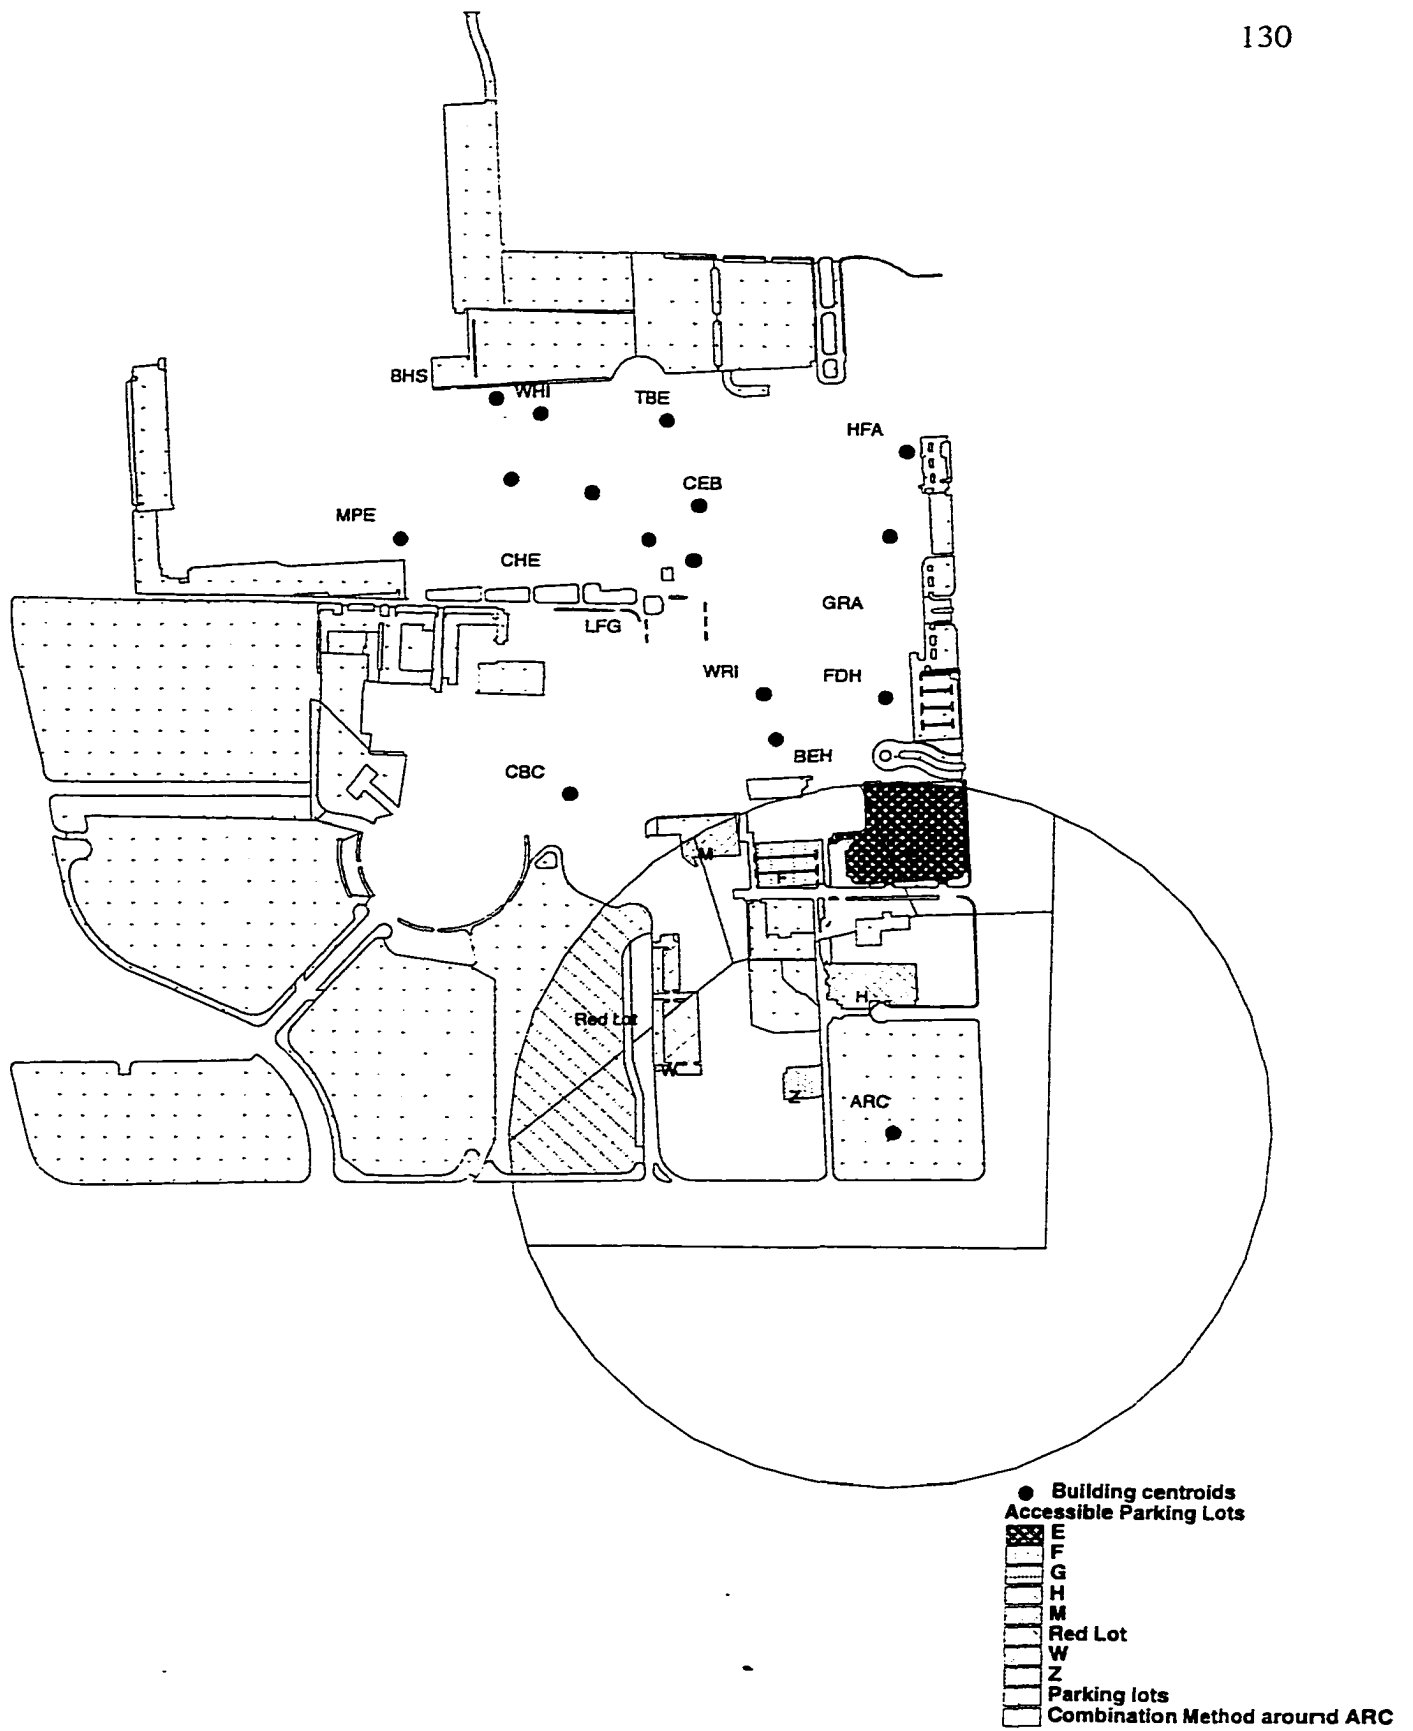 130
BHS
WHI
TBE
HFA
CEB
MPE
CHE
GRA
LFG
WRI
FDH
BEH
CBC
M
F
H
Red Lot
W
Z
ARC
Building centroids
Accessible Parking Lots
E
F
G
H
M
Red Lot
W
Z
Parking lots
Combination Method around ARC